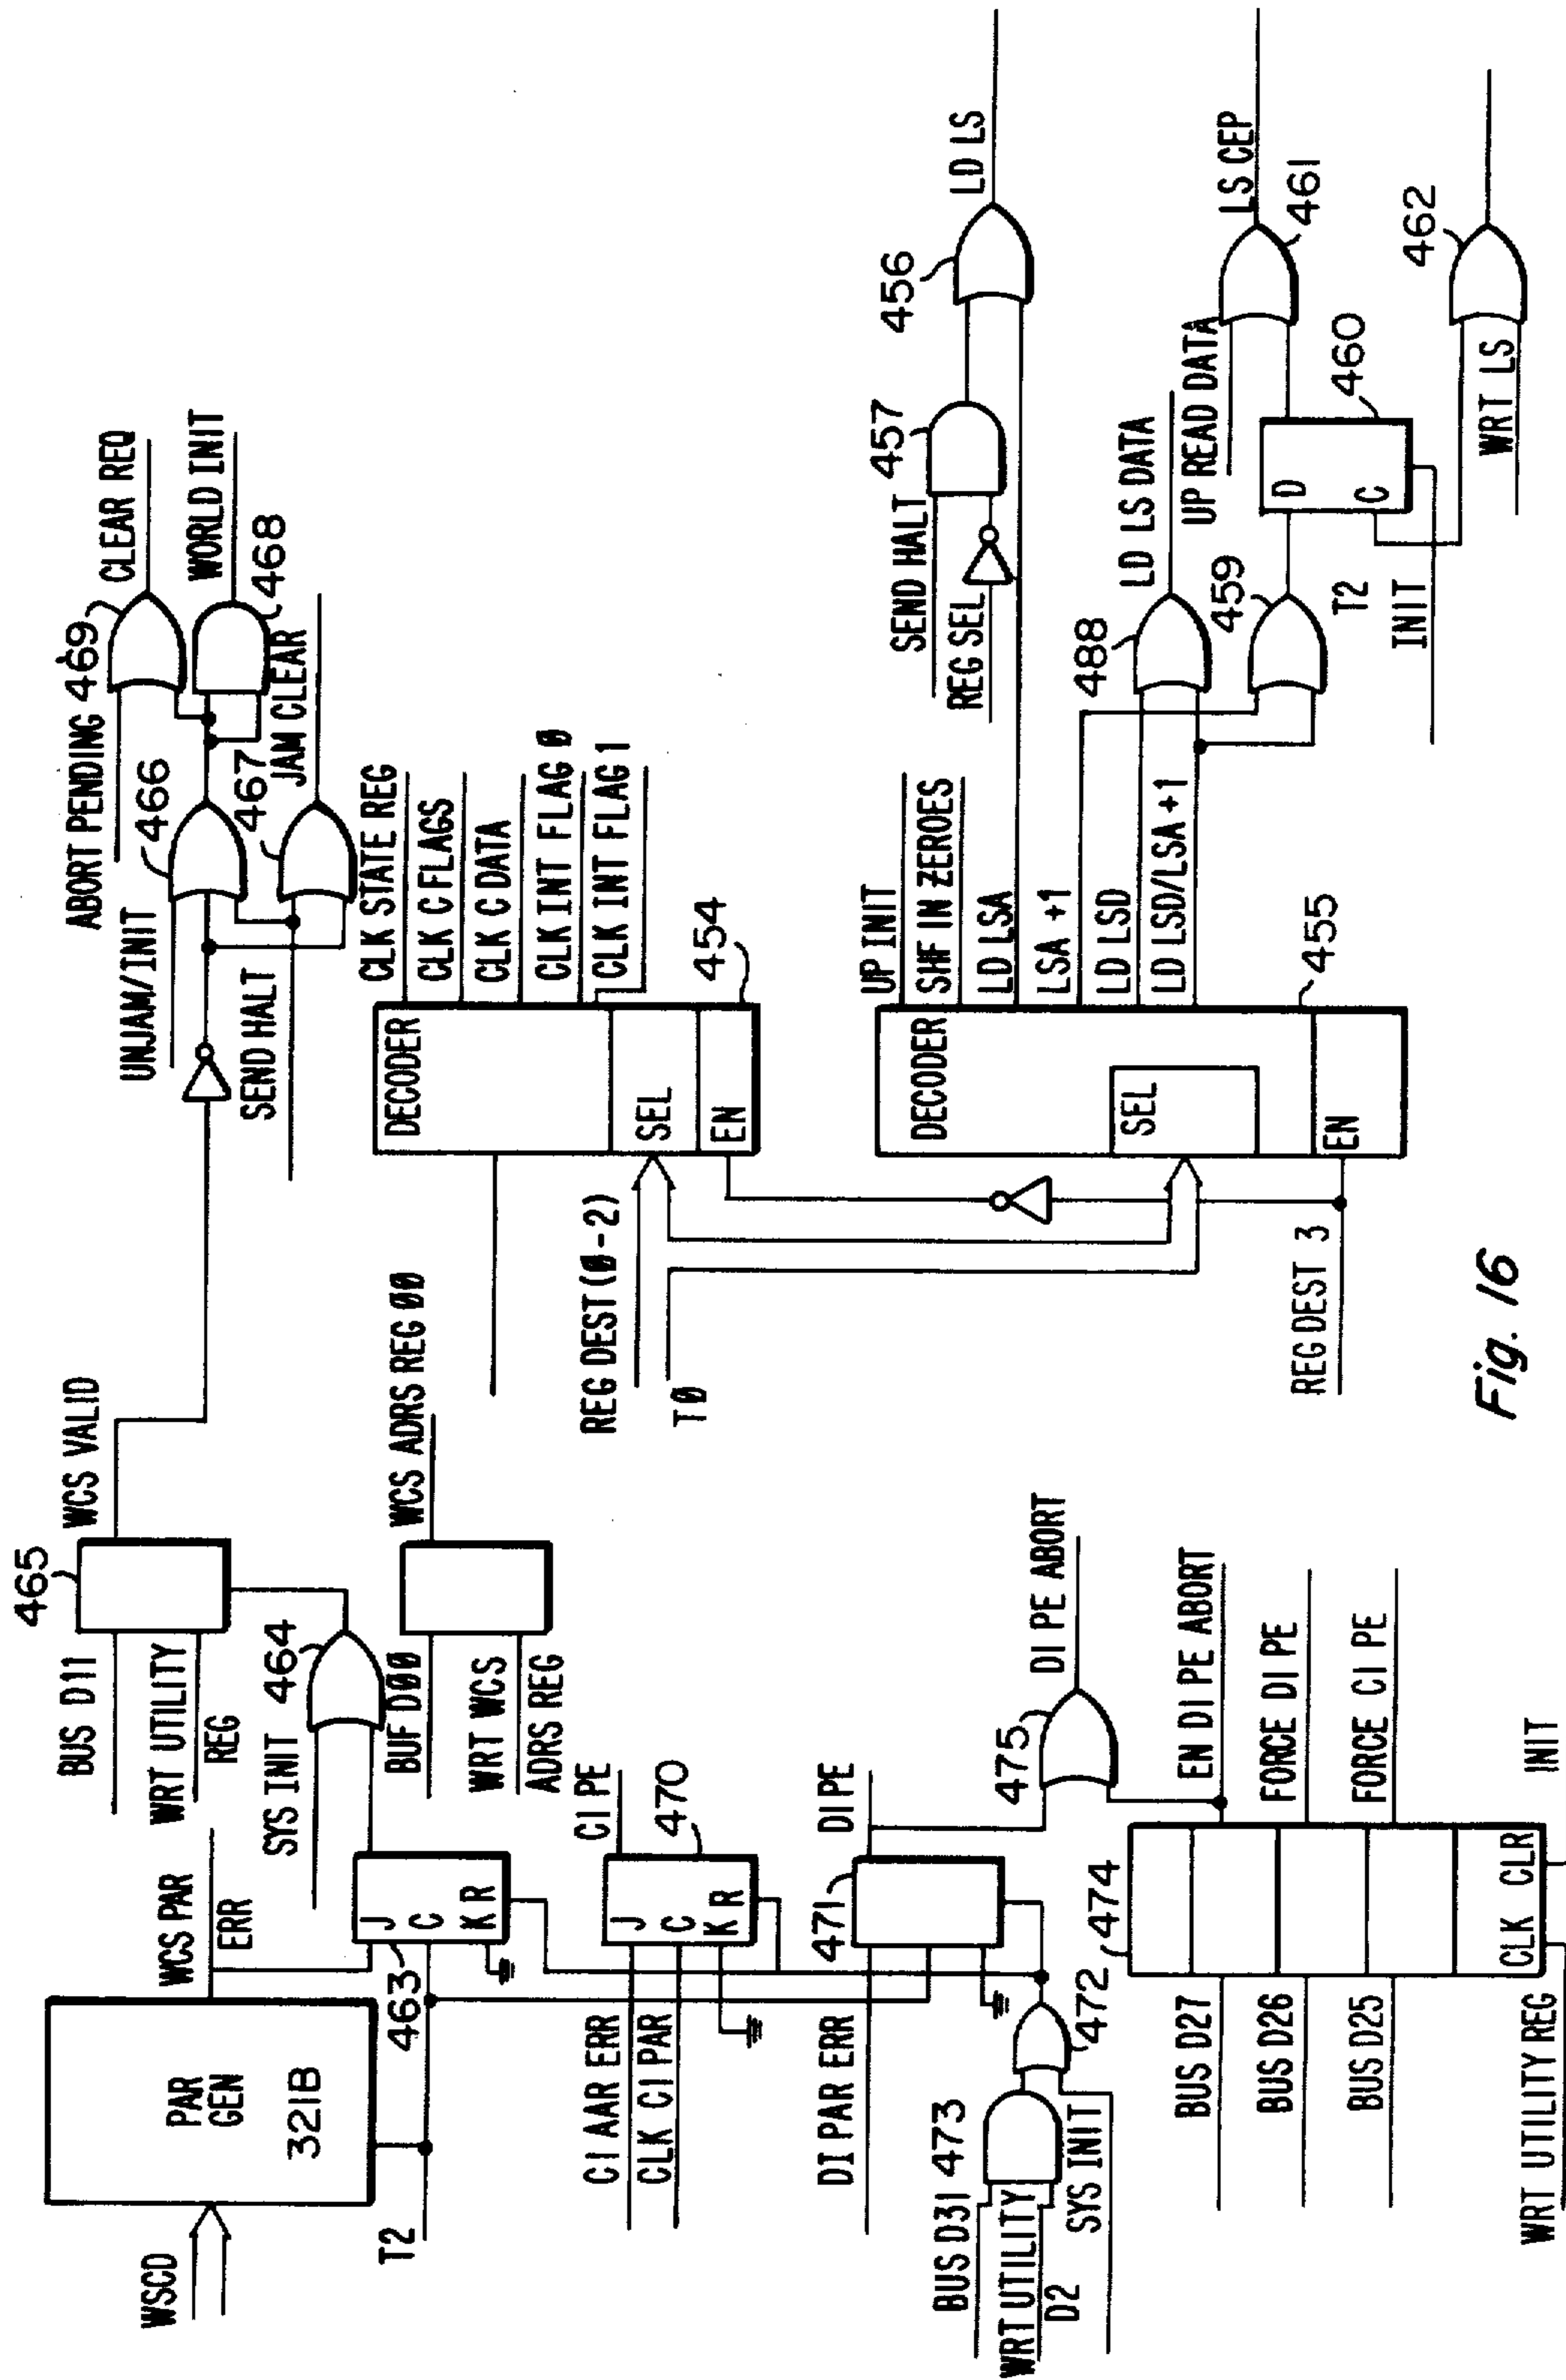 WSCD
PAR
GEN
321B
T2
WCS PAR
ERR
463
J
C
K R
SYS INIT
464
BUS D11
WRT UTILITY
REG
465
WCS VALID
BUF D00
WRT WCS
ADRS REG
WCS ADRS REG 00
CI AAR ERR
CLK CI PAR
J
C
K R
CI PE
470
DI PAR ERR
471
DI PE
BUS D31
473
WRT UTILITY
D2
SYS INIT
472
475
DI PE ABORT
474
BUS D27
BUS D26
BUS D25
WRT UTILITY REG
CLK CLR
EN DI PE ABORT
FORCE DI PE
FORCE CI PE
INIT
UNJAM/INIT
SEND HALT
466
467
ABORT PENDING
469
CLEAR REQ
WORLD INIT
468
JAM CLEAR
DECODER
SEL
EN
454
CLK STATE REG
CLK C FLAGS
CLK C DATA
CLK INT FLAG 0
CLK INT FLAG 1
REG DEST (0-2)
T0
DECODER
SEL
EN
455
REG DEST 3
UP INIT
SHF IN ZEROES
LD LSA
LSA +1
LD LSD
LD LSD/LSA +1
SEND HALT
REG SEL
457
456
LD LS
488
LD LS DATA
459
T2
INIT
D
C
460
UP READ DATA
461
LS CEP
462
WRT LS
Fig. 16